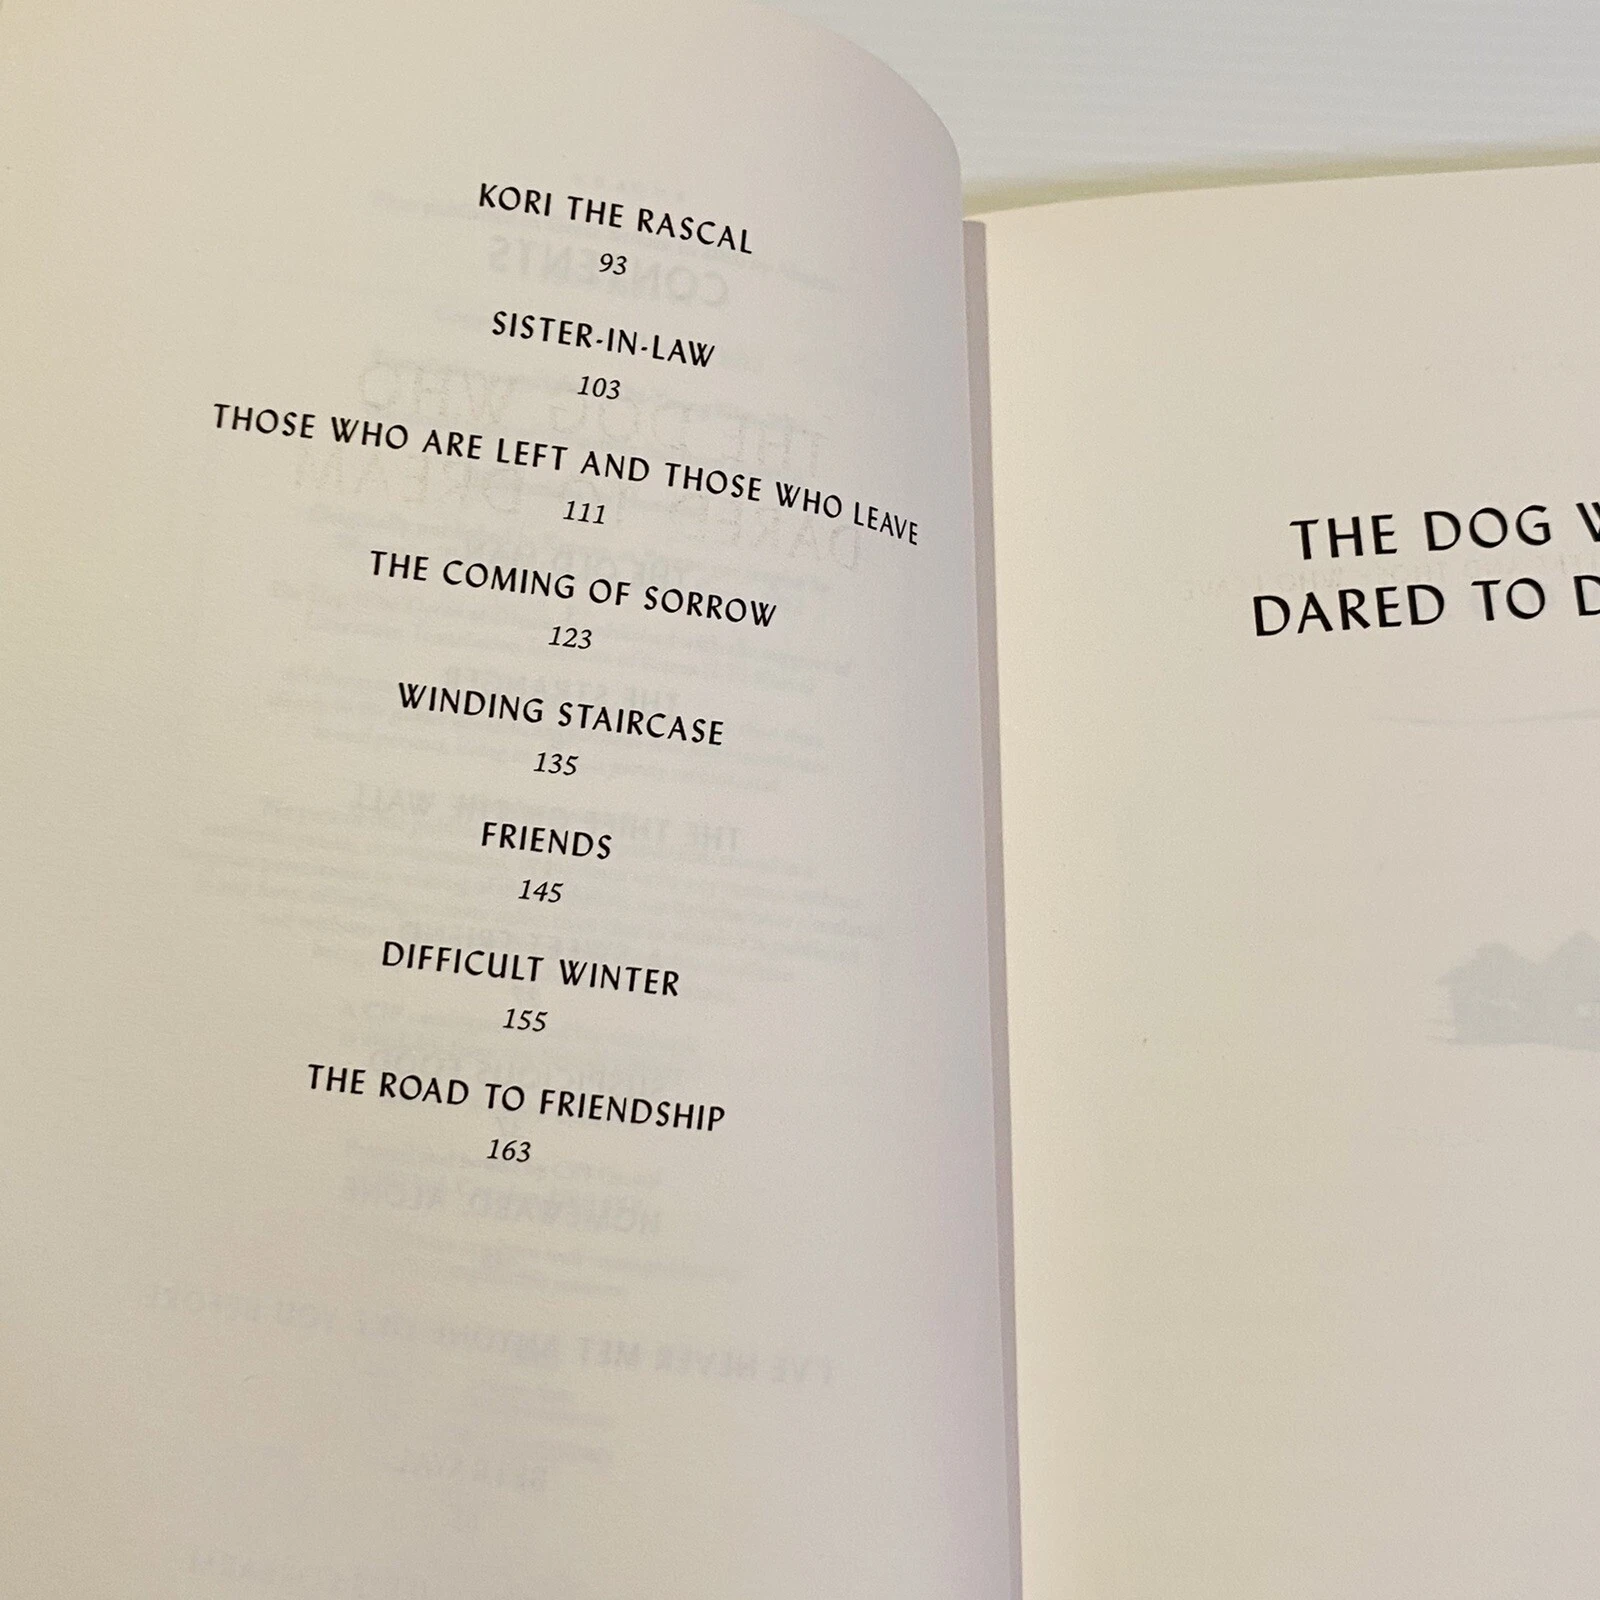 KORI THE RASCAL
93
SISTER-IN-LAW
103
THOSE WHO ARE LEFT AND THOSE WHO LEAVE
111
THE COMING OF SORROW
123
WINDING STAIRCASE
135
FRIENDS
145
DIFFICULT WINTER
155
THE ROAD TO FRIENDSHIP
163
THE DOG
DARED TO